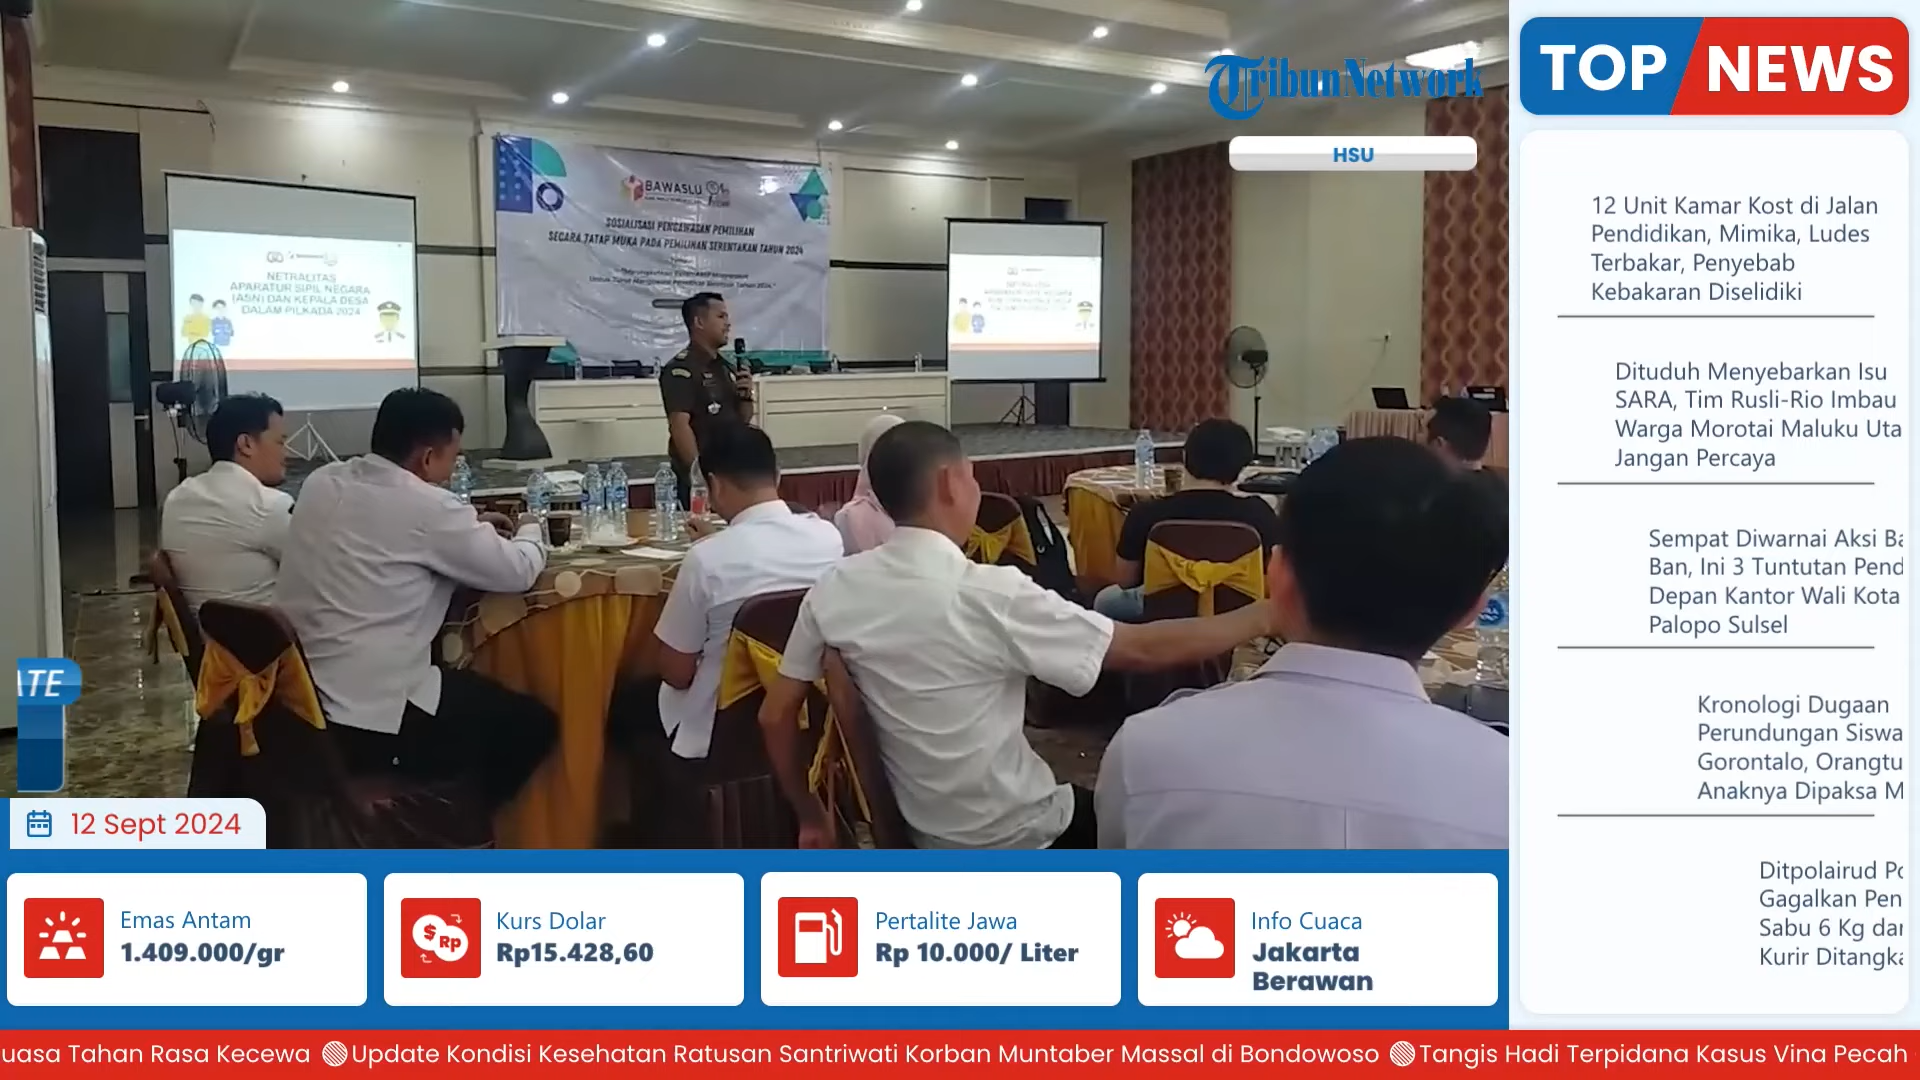 TribunNetwork
HSU
BAWASLU
SOSIALISASI PENGAWASAN PEMILIHAN
SECARA TATAP MUKA PADA PEMILIHAN SERENTAKAN TAHUN 2024
NETRALITAS
APARATUR SIPIL NEGARA
(ASN) DAN KEPALA DESA
DALAM PILKADA 2024
ATE
12 Sept 2024
Emas Antam
1.409.000/gr
Kurs Dolar
Rp15.428,60
Pertalite Jawa
Rp 10.000/ Liter
Info Cuaca
Jakarta
Berawan
TOP NEWS
12 Unit Kamar Kost di Jalan
Pendidikan, Mimika, Ludes
Terbakar, Penyebab
Kebakaran Diselidiki
Dituduh Menyebarkan Isu
SARA, Tim Rusli-Rio Imbau
Warga Morotai Maluku Uta
Jangan Percaya
Sempat Diwarnai Aksi Ba
Ban, Ini 3 Tuntutan Pend
Depan Kantor Wali Kota
Palopo Sulsel
Kronologi Dugaan
Perundungan Siswa
Gorontalo, Orangtu
Anaknya Dipaksa M
Ditpolairud Po
Gagalkan Pen
Sabu 6 Kg dar
Kurir Ditangka
uasa Tahan Rasa Kecewa Update Kondisi Kesehatan Ratusan Santriwati Korban Muntaber Massal di Bondowoso Tangis Hadi Terpidana Kasus Vina Pecah